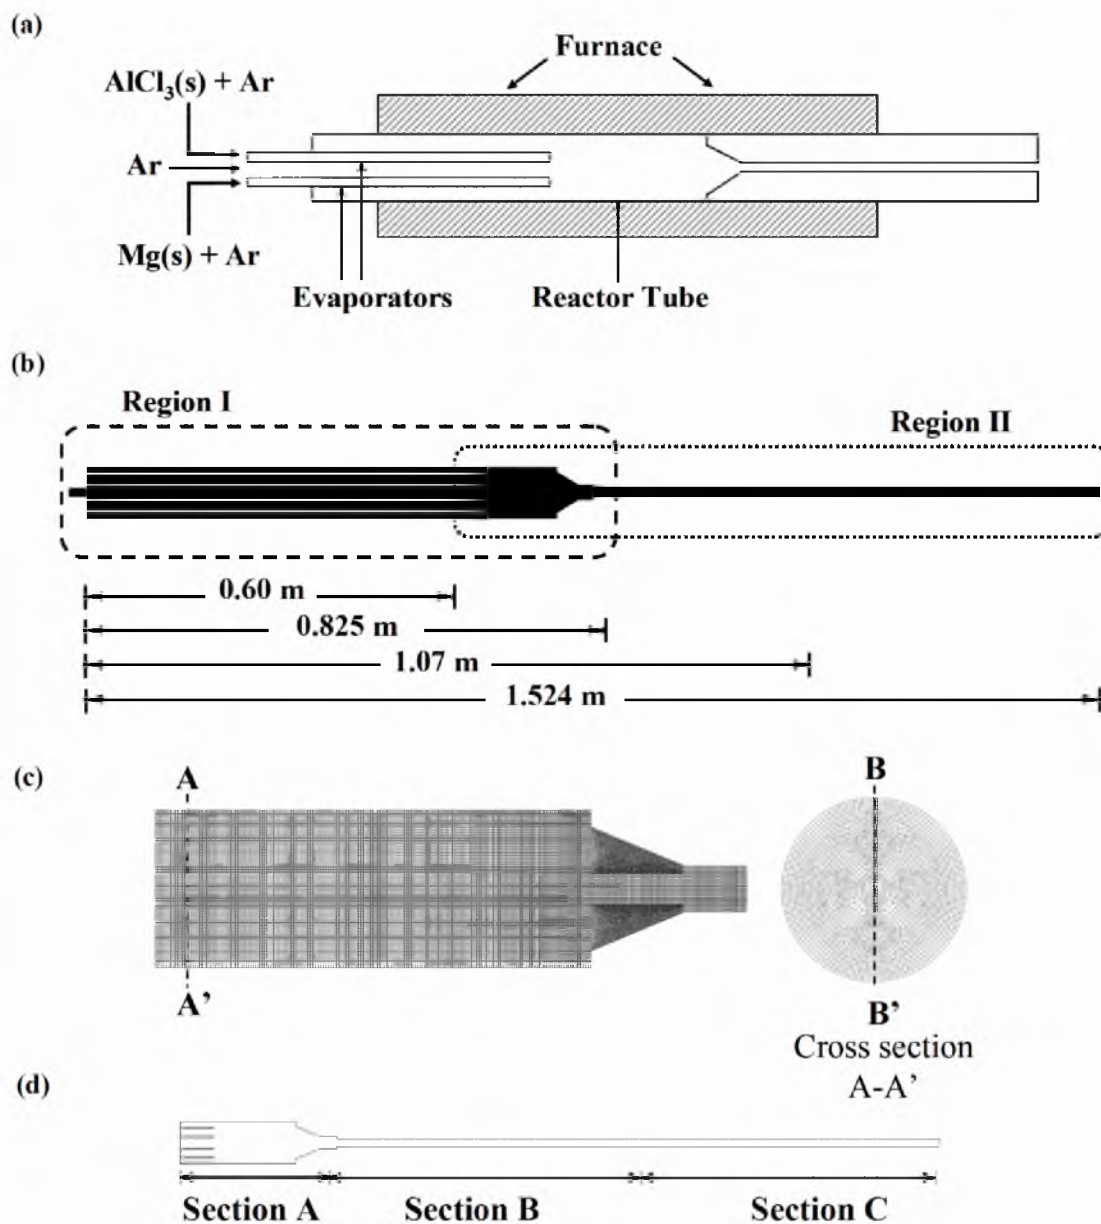 (a)
Furnace
AlCl3(s) + Ar
Ar
Mg(s) + Ar
Evaporators
Reactor Tube
(b)
Region I
Region II
0.60 m
0.825 m
1.07 m
1.524 m
(c)
A
B
A'
B'
Cross section
A-A'
(d)
Section A
Section B
Section C